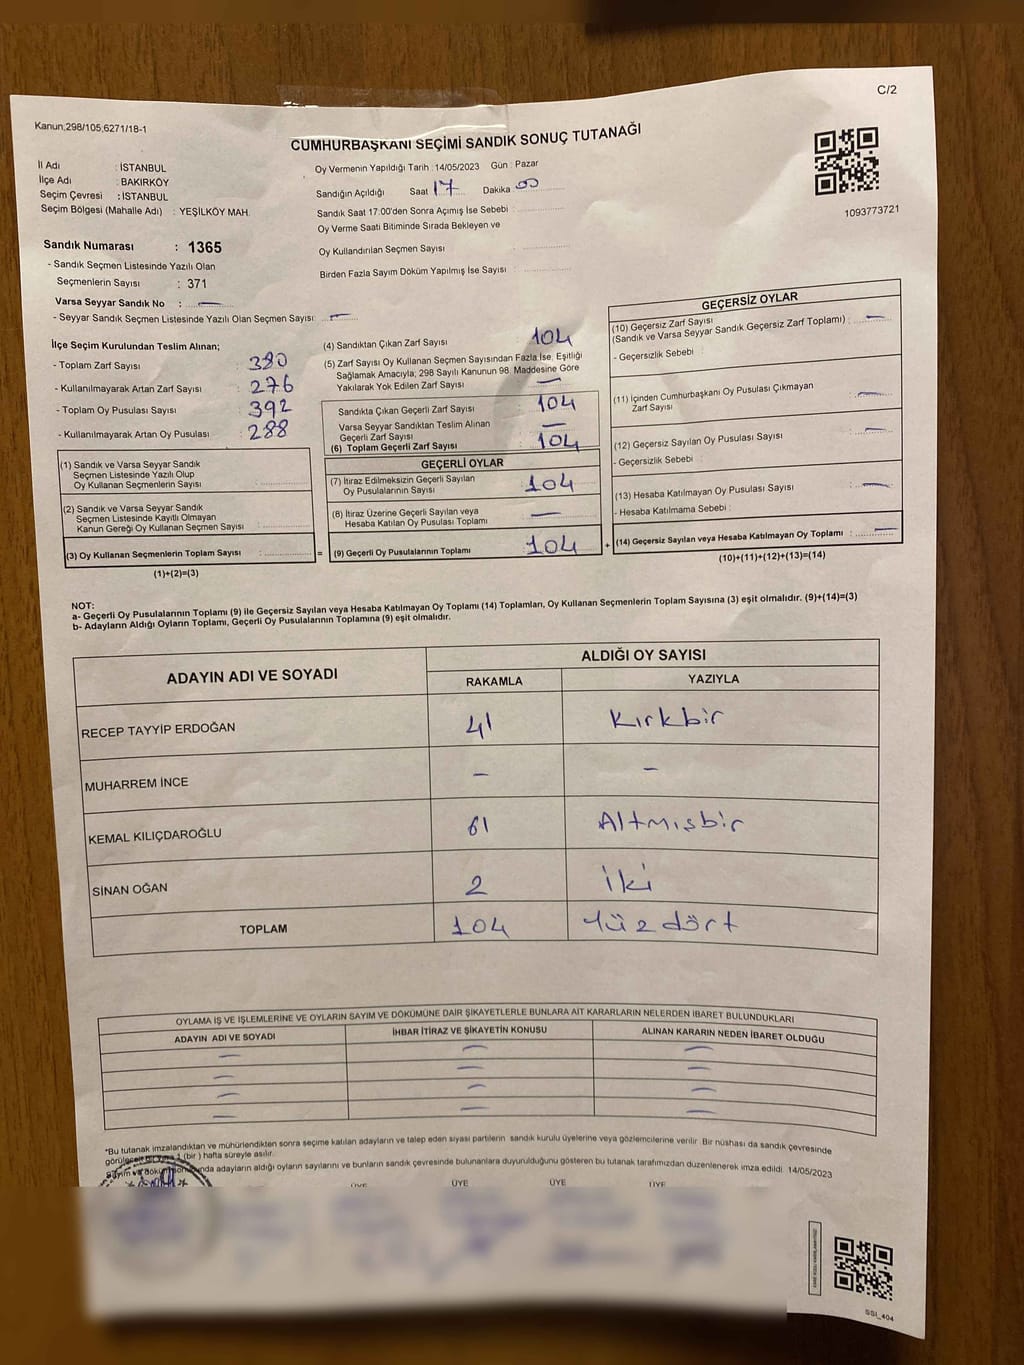 C/2
Kanun;298/105;6271/18-1
CUMHURBAŞKANI SEÇİMİ SANDIK SONUÇ TUTANAĞI
İl Adı : İSTANBUL
İlçe Adı : BAKIRKÖY
Seçim Çevresi : İSTANBUL
Seçim Bölgesi (Mahalle Adı) : YEŞİLKÖY MAH.
Oy Vermenin Yapıldığı Tarih :14/05/2023 Gün : Pazar
Sandığın Açıldığı Saat 17 Dakika 00
Sandık Saat 17:00'den Sonra Açımış İse Sebebi :
Oy Verme Saati Bitiminde Sırada Bekleyen ve
Oy Kullandırılan Seçmen Sayısı :
Birden Fazla Sayım Döküm Yapılmış İse Sayısı :
1093773721
Sandık Numarası : 1365
- Sandık Seçmen Listesinde Yazılı Olan
Seçmenlerin Sayısı : 371
Varsa Seyyar Sandık No : —
- Seyyar Sandık Seçmen Listesinde Yazılı Olan Seçmen Sayısı: —
İlçe Seçim Kurulundan Teslim Alınan;
- Toplam Zarf Sayısı : 380
- Kullanılmayarak Artan Zarf Sayısı : 276
- Toplam Oy Pusulası Sayısı : 392
- Kullanılmayarak Artan Oy Pusulası : 288
(1) Sandık ve Varsa Seyyar Sandık
Seçmen Listesinde Yazılı Olup
Oy Kullanan Seçmenlerin Sayısı :
(2) Sandık ve Varsa Seyyar Sandık
Seçmen Listesinde Kayıtlı Olmayan
Kanun Gereği Oy Kullanan Seçmen Sayısı :
(3) Oy Kullanan Seçmenlerin Toplam Sayısı :
(1)+(2)=(3)
(4) Sandıktan Çıkan Zarf Sayısı : 104
(5) Zarf Sayısı Oy Kullanan Seçmen Sayısından Fazla İse, Eşitliği
Sağlamak Amacıyla; 298 Sayılı Kanunun 98. Maddesine Göre
Yakılarak Yok Edilen Zarf Sayısı : —
Sandıkta Çıkan Geçerli Zarf Sayısı : 104
Varsa Seyyar Sandıktan Teslim Alınan
Geçerli Zarf Sayısı : —
(6) Toplam Geçerli Zarf Sayısı : 104
GEÇERLİ OYLAR
(7) İtiraz Edilmeksizin Geçerli Sayılan
Oy Pusulalarının Sayısı : 104
(8) İtiraz Üzerine Geçerli Sayılan veya
Hesaba Katılan Oy Pusulası Toplamı : —
= (9) Geçerli Oy Pusulalarının Toplamı : 104
GEÇERSİZ OYLAR
(10) Geçersiz Zarf Sayısı
(Sandık ve Varsa Seyyar Sandık Geçersiz Zarf Toplamı) : —
- Geçersizlik Sebebi :
(11) İçinden Cumhurbaşkanı Oy Pusulası Çıkmayan
Zarf Sayısı : —
(12) Geçersiz Sayılan Oy Pusulası Sayısı : —
- Geçersizlik Sebebi :
(13) Hesaba Katılmayan Oy Pusulası Sayısı : —
- Hesaba Katılmama Sebebi :
+ (14) Geçersiz Sayılan veya Hesaba Katılmayan Oy Toplamı : —
(10)+(11)+(12)+(13)=(14)
NOT:
a- Geçerli Oy Pusulalarının Toplamı (9) ile Geçersiz Sayılan veya Hesaba Katılmayan Oy Toplamı (14) Toplamları, Oy Kullanan Seçmenlerin Toplam Sayısına (3) eşit olmalıdır. (9)+(14)=(3)
b- Adayların Aldığı Oyların Toplamı, Geçerli Oy Pusulalarının Toplamına (9) eşit olmalıdır.
ADAYIN ADI VE SOYADI
ALDIĞI OY SAYISI
RAKAMLA YAZIYLA
RECEP TAYYİP ERDOĞAN 41 Kırkbir
MUHARREM İNCE — —
KEMAL KILIÇDAROĞLU 61 Altmışbir
SİNAN OĞAN 2 İki
TOPLAM 104 Yüzdört
OYLAMA İŞ VE İŞLEMLERİNE VE OYLARIN SAYIM VE DÖKÜMÜNE DAİR ŞİKAYETLERLE BUNLARA AİT KARARLARIN NELERDEN İBARET BULUNDUKLARI
ADAYIN ADI VE SOYADI İHBAR İTİRAZ VE ŞİKAYETİN KONUSU ALINAN KARARIN NEDEN İBARET OLDUĞU
— — —
— — —
— — —
— — —
*Bu tutanak imzalandıktan ve mühürlendikten sonra seçime katılan adayların ve talep eden siyasi partilerin sandık kurulu üyelerine veya gözlemcilerine verilir. Bir nüshası da sandık çevresinde
görülecek bir 1 (bir ) hafta süreyle asılır.
Sayım ve döküm adayların aldığı oyların sayılarını ve bunların sandık çevresinde bulunanlara duyurulduğunu gösteren bu tutanak tarafımızdan düzenlenerek imza edildi. 14/05/2023
ÜYE ÜYE ÜYE ÜYE
SSI_404